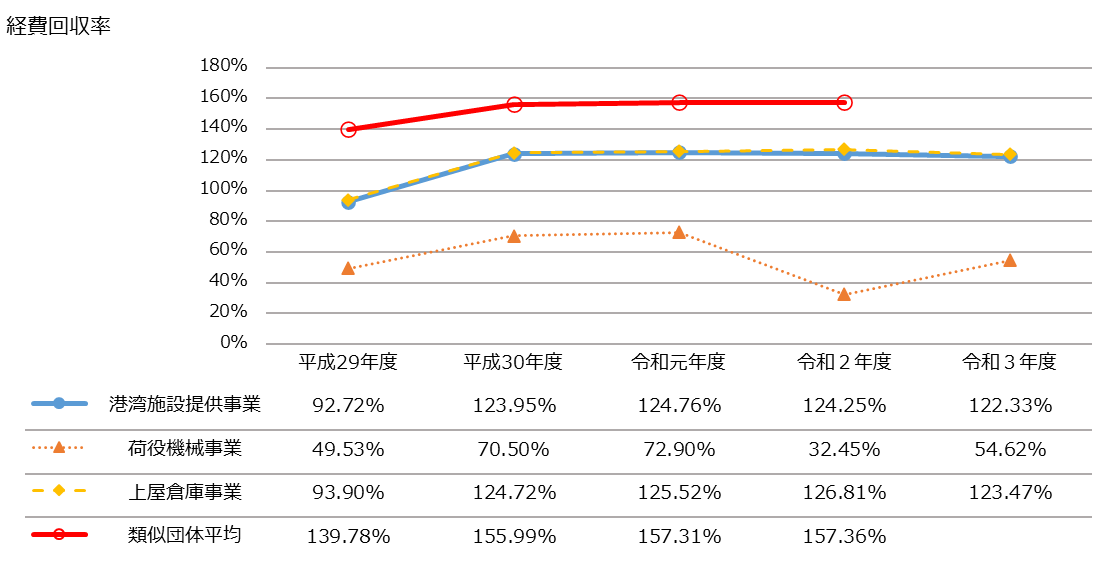 経費回収率
180%
160%
140%
120%
100%
80%
60%
40%
20%
0%
平成29年度 平成30年度 令和元年度 令和２年度 令和３年度
港湾施設提供事業 92.72% 123.95% 124.76% 124.25% 122.33%
荷役機械事業 49.53% 70.50% 72.90% 32.45% 54.62%
上屋倉庫事業 93.90% 124.72% 125.52% 126.81% 123.47%
類似団体平均 139.78% 155.99% 157.31% 157.36%